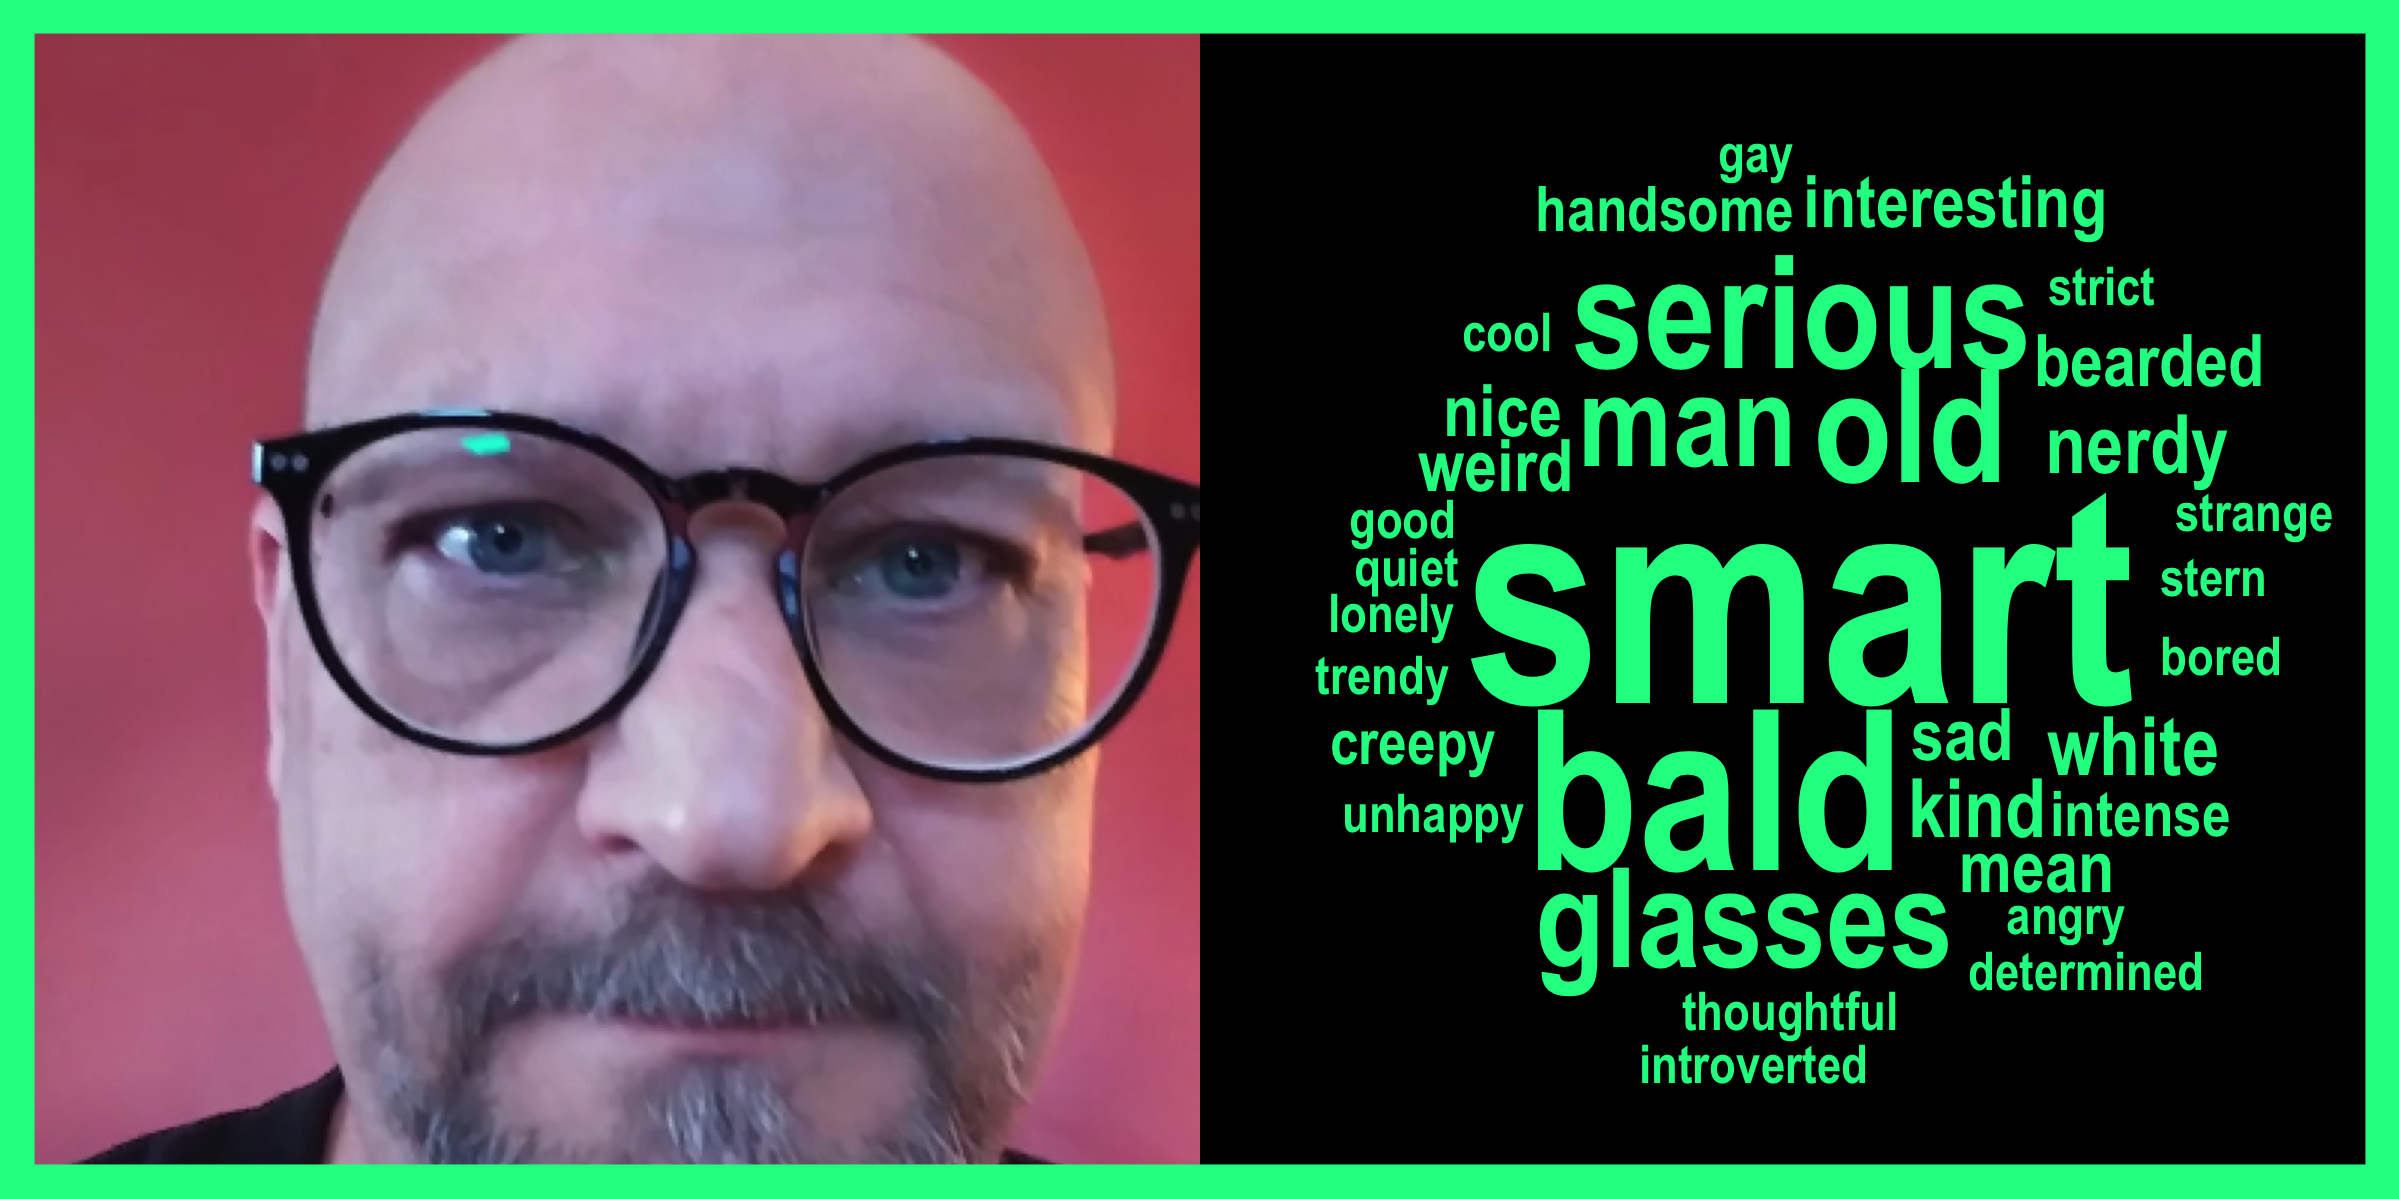 gay
handsome interesting
serious strict
cool
bearded
nice man old
weird nerdy
good strange
quiet smart stern
lonely
trendy bored
creepy bald sad white
unhappy kind intense
mean
glasses angry
determined
thoughtful
introverted